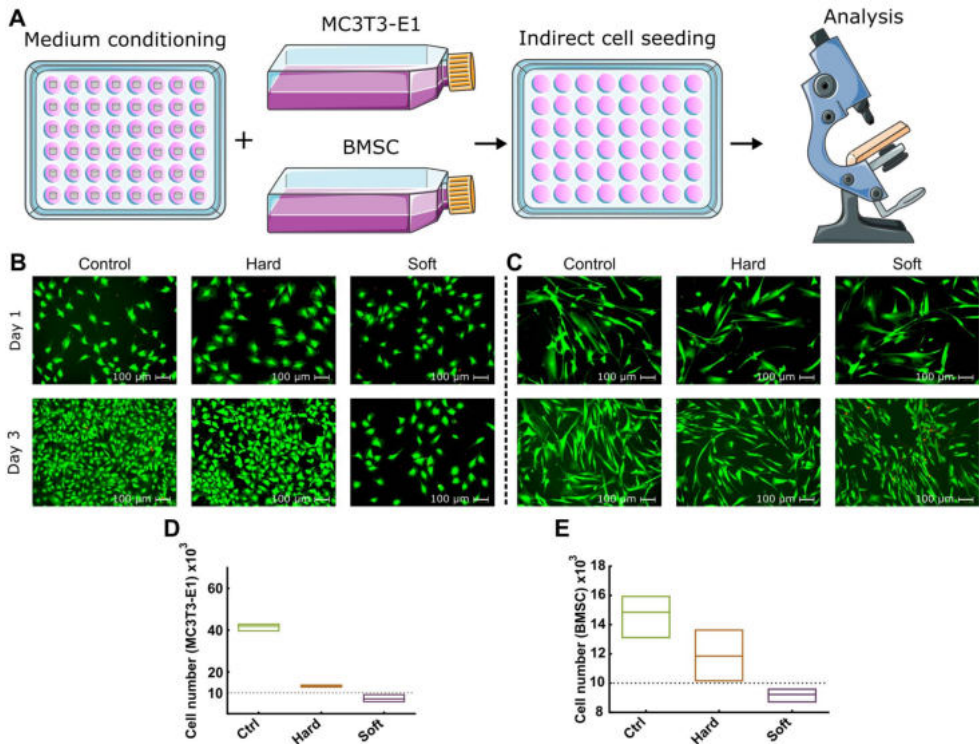 A
Medium conditioning
MC3T3-E1
Indirect cell seeding
Analysis
+
BMSC
B
Control
Hard
Soft
C
Control
Hard
Soft
Day 1
100 μm
100 μm
100 μm
100 μm
100 μm
100 μm
Day 3
100 μm
100 μm
100 μm
100 μm
100 μm
100 μm
D
Cell number (MC3T3-E1) x10³
60
40
20
10
0
Ctrl
Hard
Soft
E
Cell number (BMSC) x10³
18
16
14
12
10
8
Ctrl
Hard
Soft